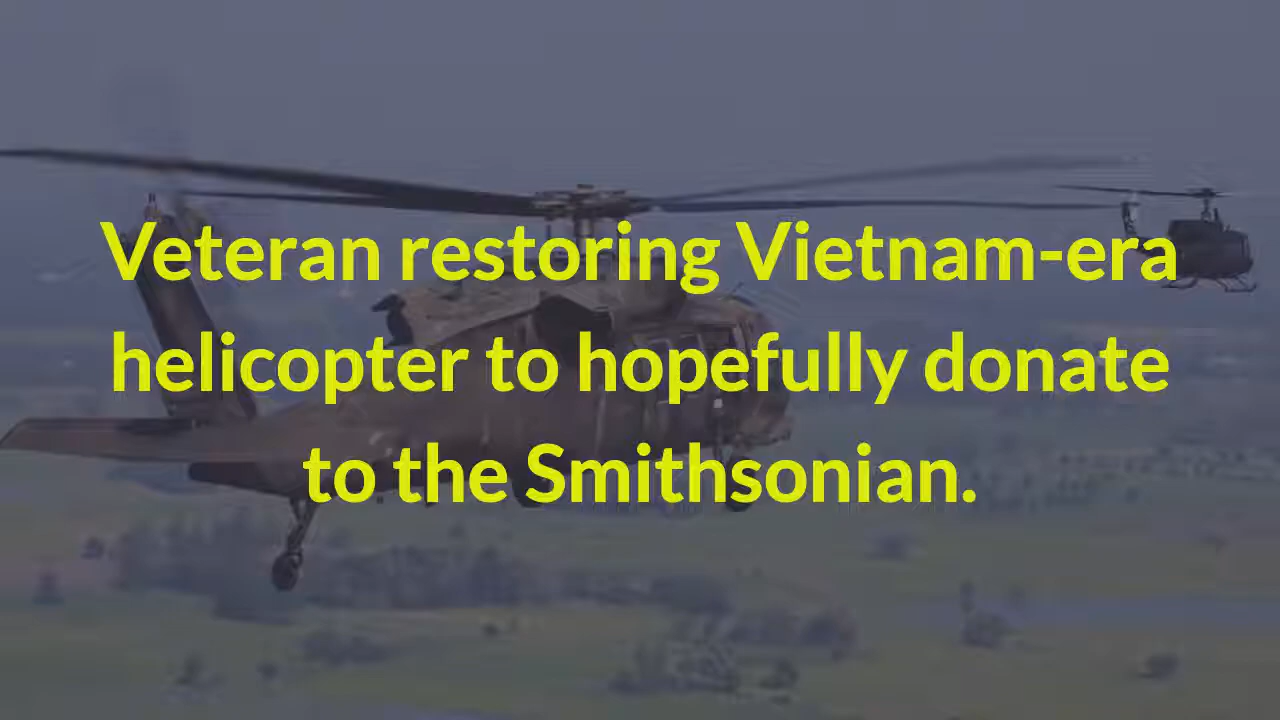 Veteran restoring Vietnam-era
helicopter to hopefully donate
to the Smithsonian.